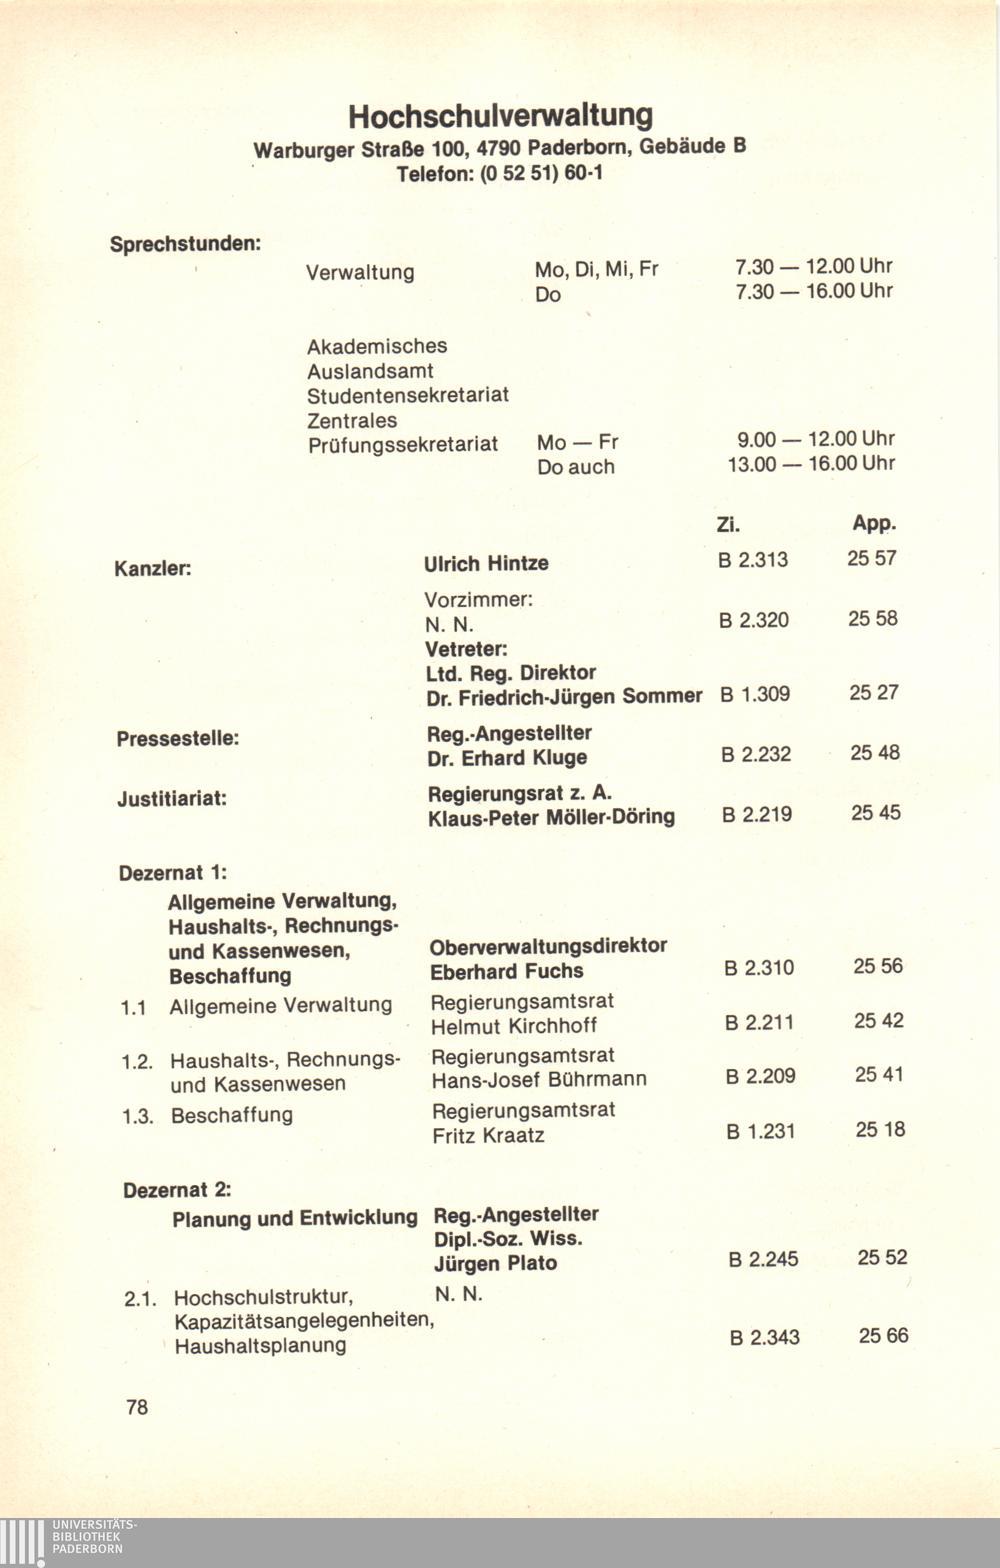 Hochschulverwaltung
Warburger Straße 100, 4790 Paderborn, Gebäude B
Telefon: (0 52 51) 60-1
Sprechstunden:
Verwaltung Mo, Di, Mi, Fr 7.30 — 12.00 Uhr
Do 7.30 — 16.00 Uhr
Akademisches
Auslandsamt
Studentensekretariat
Zentrales
Prüfungssekretariat Mo — Fr 9.00 — 12.00 Uhr
Do auch 13.00 — 16.00 Uhr
Zi. App.
Kanzler: Ulrich Hintze B 2.313 25 57
Vorzimmer:
N. N. B 2.320 25 58
Vetreter:
Ltd. Reg. Direktor
Dr. Friedrich-Jürgen Sommer B 1.309 25 27
Pressestelle: Reg.-Angestellter
Dr. Erhard Kluge B 2.232 25 48
Justitiariat: Regierungsrat z. A.
Klaus-Peter Möller-Döring B 2.219 25 45
Dezernat 1:
Allgemeine Verwaltung,
Haushalts-, Rechnungs-
und Kassenwesen, Oberverwaltungsdirektor
Beschaffung Eberhard Fuchs B 2.310 25 56
1.1 Allgemeine Verwaltung Regierungsamtsrat
Helmut Kirchhoff B 2.211 25 42
1.2. Haushalts-, Rechnungs- Regierungsamtsrat
und Kassenwesen Hans-Josef Bührmann B 2.209 25 41
1.3. Beschaffung Regierungsamtsrat
Fritz Kraatz B 1.231 25 18
Dezernat 2:
Planung und Entwicklung Reg.-Angestellter
Dipl.-Soz. Wiss.
Jürgen Plato B 2.245 25 52
2.1. Hochschulstruktur, N. N.
Kapazitätsangelegenheiten,
Haushaltsplanung B 2.343 25 66
78
UNIVERSITÄTS-
BIBLIOTHEK
PADERBORN